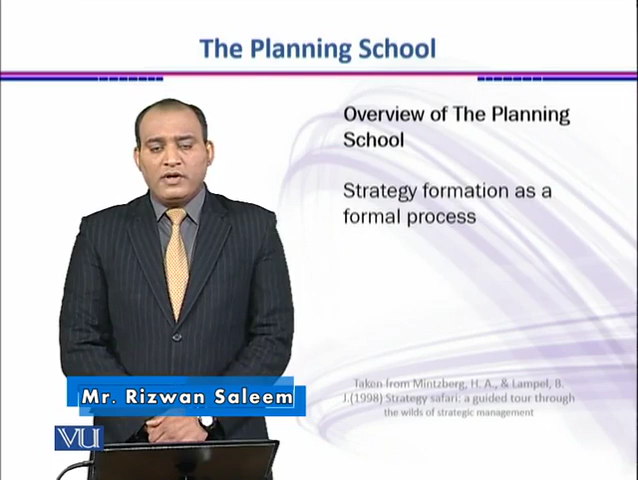 The Planning School
Overview of The Planning
School
Strategy formation as a
formal process
Mr. Rizwan Saleem
Taken from Mintzberg, H. A., & Lampel, B.
J.(1998) Strategy safari: a guided tour through
the wilds of strategic management
VU